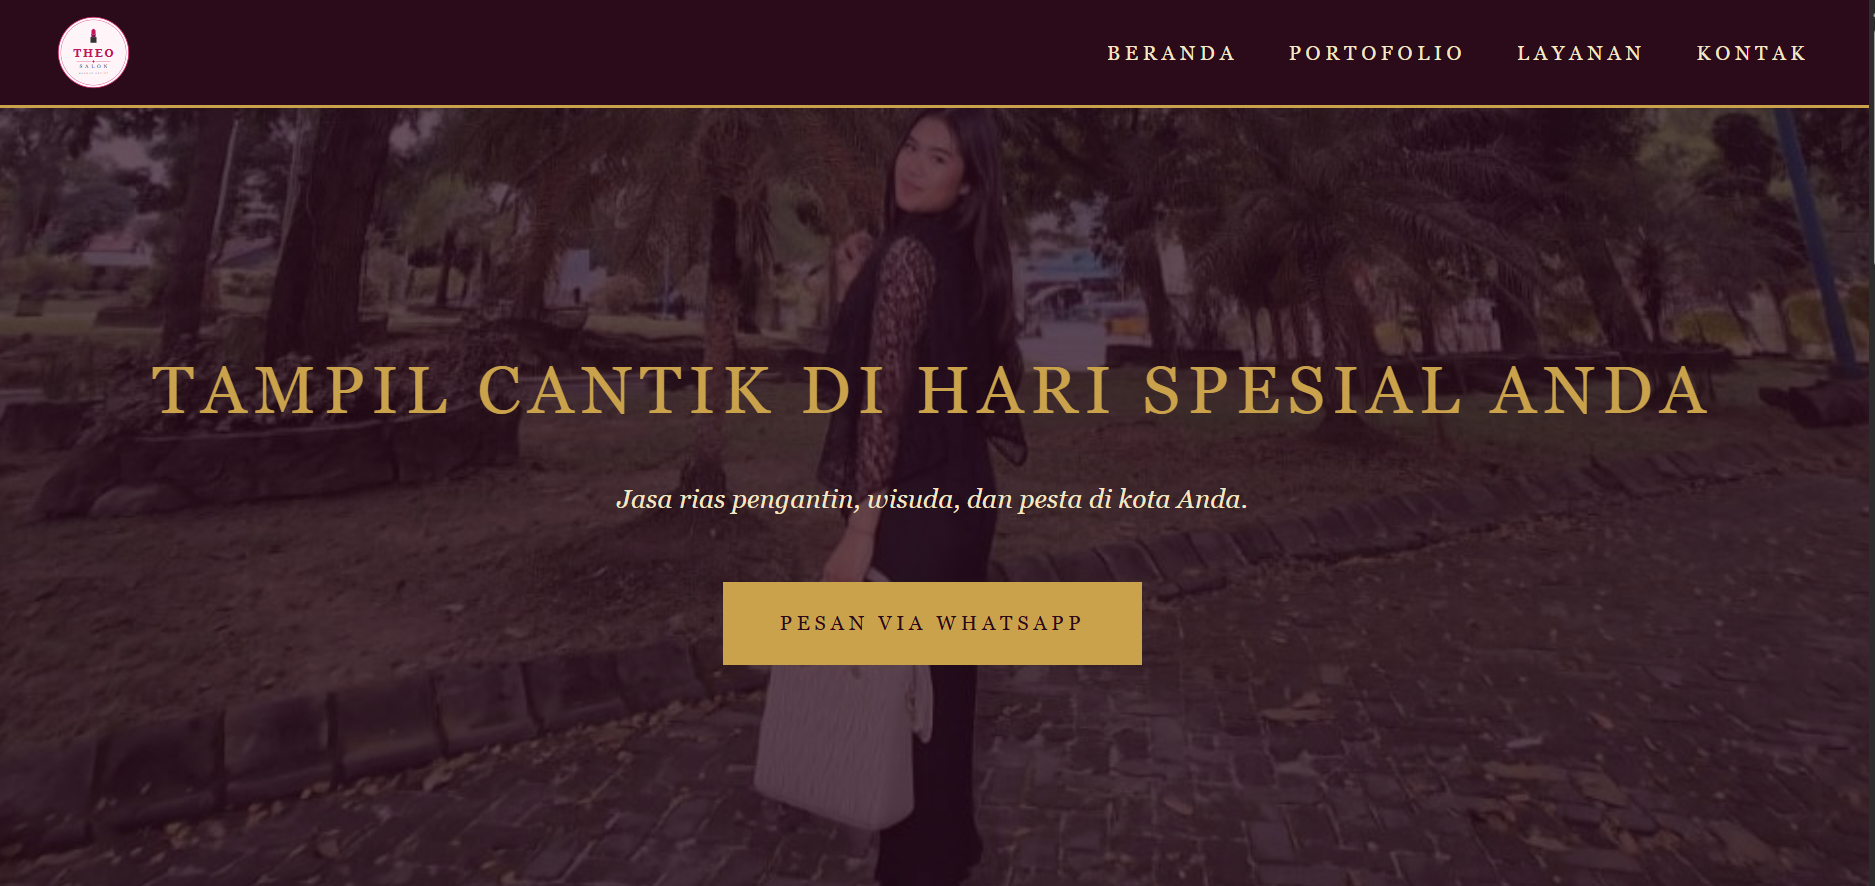 THEO
SALON
BERANDA PORTOFOLIO LAYANAN KONTAK
TAMPIL CANTIK DI HARI SPESIAL ANDA
Jasa rias pengantin, wisuda, dan pesta di kota Anda.
PESAN VIA WHATSAPP